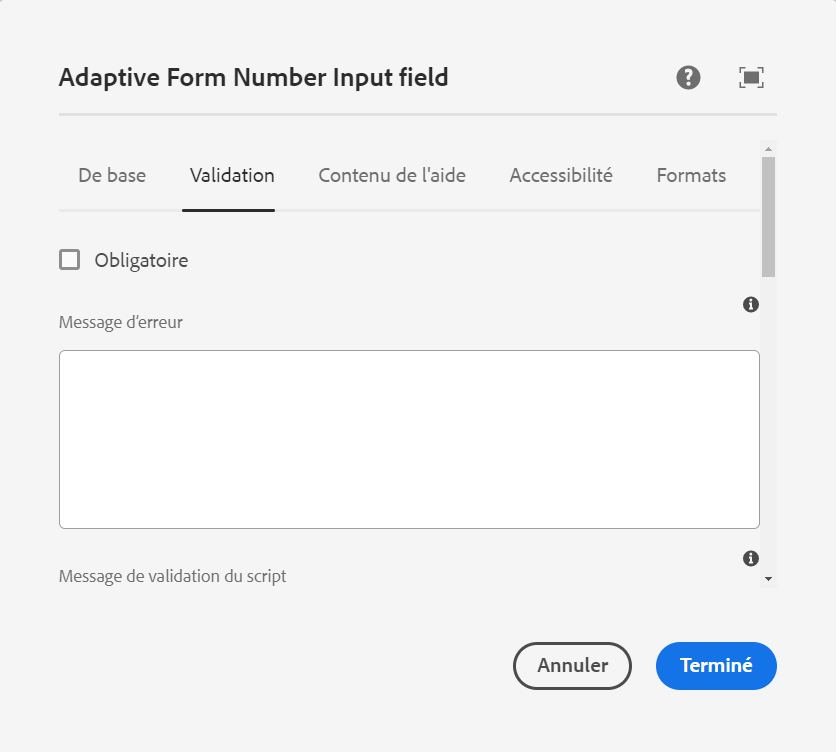 Adaptive Form Number Input field
De base Validation Contenu de l'aide Accessibilité Formats
Obligatoire
Message d’erreur
Message de validation du script
Annuler Terminé